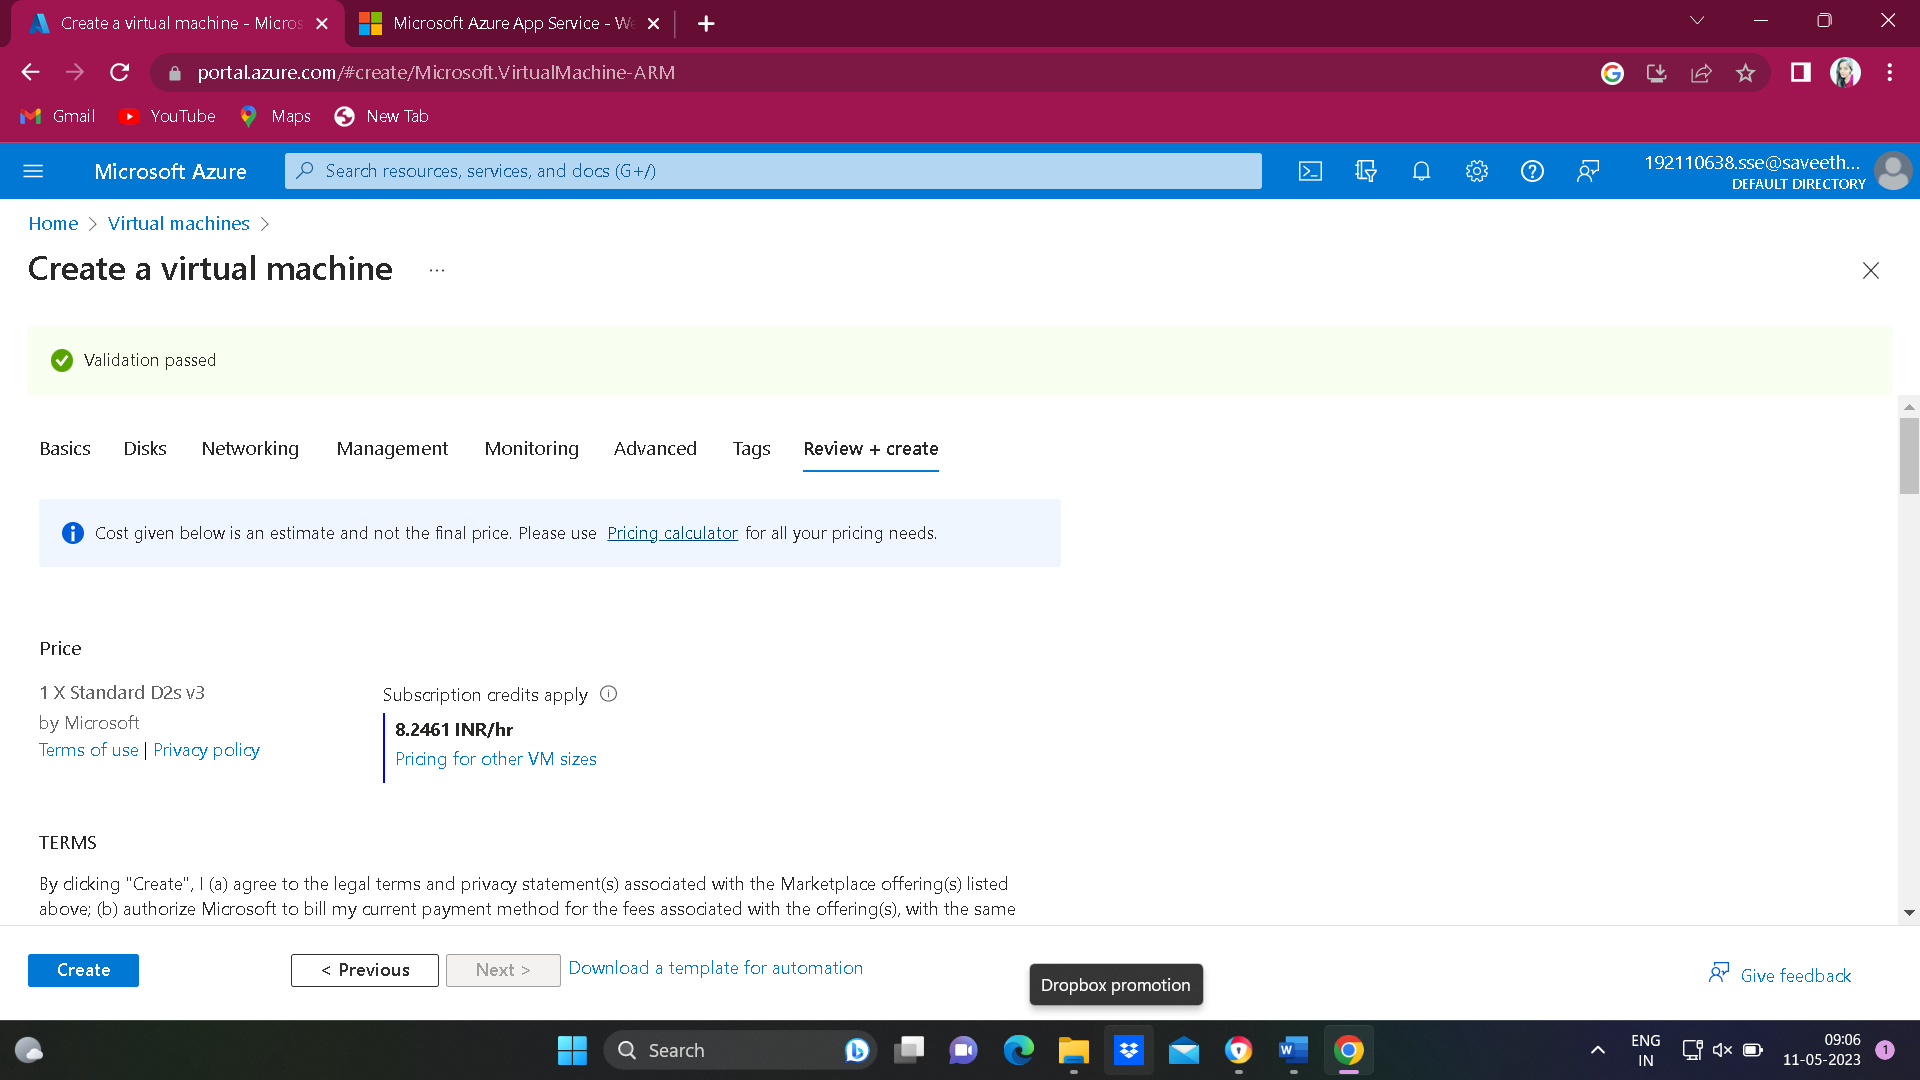 Create a virtual machine - Micros
Microsoft Azure App Service - We
portal.azure.com/#create/Microsoft.VirtualMachine-ARM
Gmail
YouTube
Maps
New Tab
Microsoft Azure
Search resources, services, and docs (G+/)
192110638.sse@saveeth...
DEFAULT DIRECTORY
Home > Virtual machines >
Create a virtual machine ...
Validation passed
Basics Disks Networking Management Monitoring Advanced Tags Review + create
Cost given below is an estimate and not the final price. Please use Pricing calculator for all your pricing needs.
Price
1 X Standard D2s v3
by Microsoft
Terms of use | Privacy policy
Subscription credits apply
8.2461 INR/hr
Pricing for other VM sizes
TERMS
By clicking "Create", I (a) agree to the legal terms and privacy statement(s) associated with the Marketplace offering(s) listed
above; (b) authorize Microsoft to bill my current payment method for the fees associated with the offering(s), with the same
Create
< Previous
Next >
Download a template for automation
Dropbox promotion
Give feedback
Search
ENG
IN
09:06
11-05-2023
1